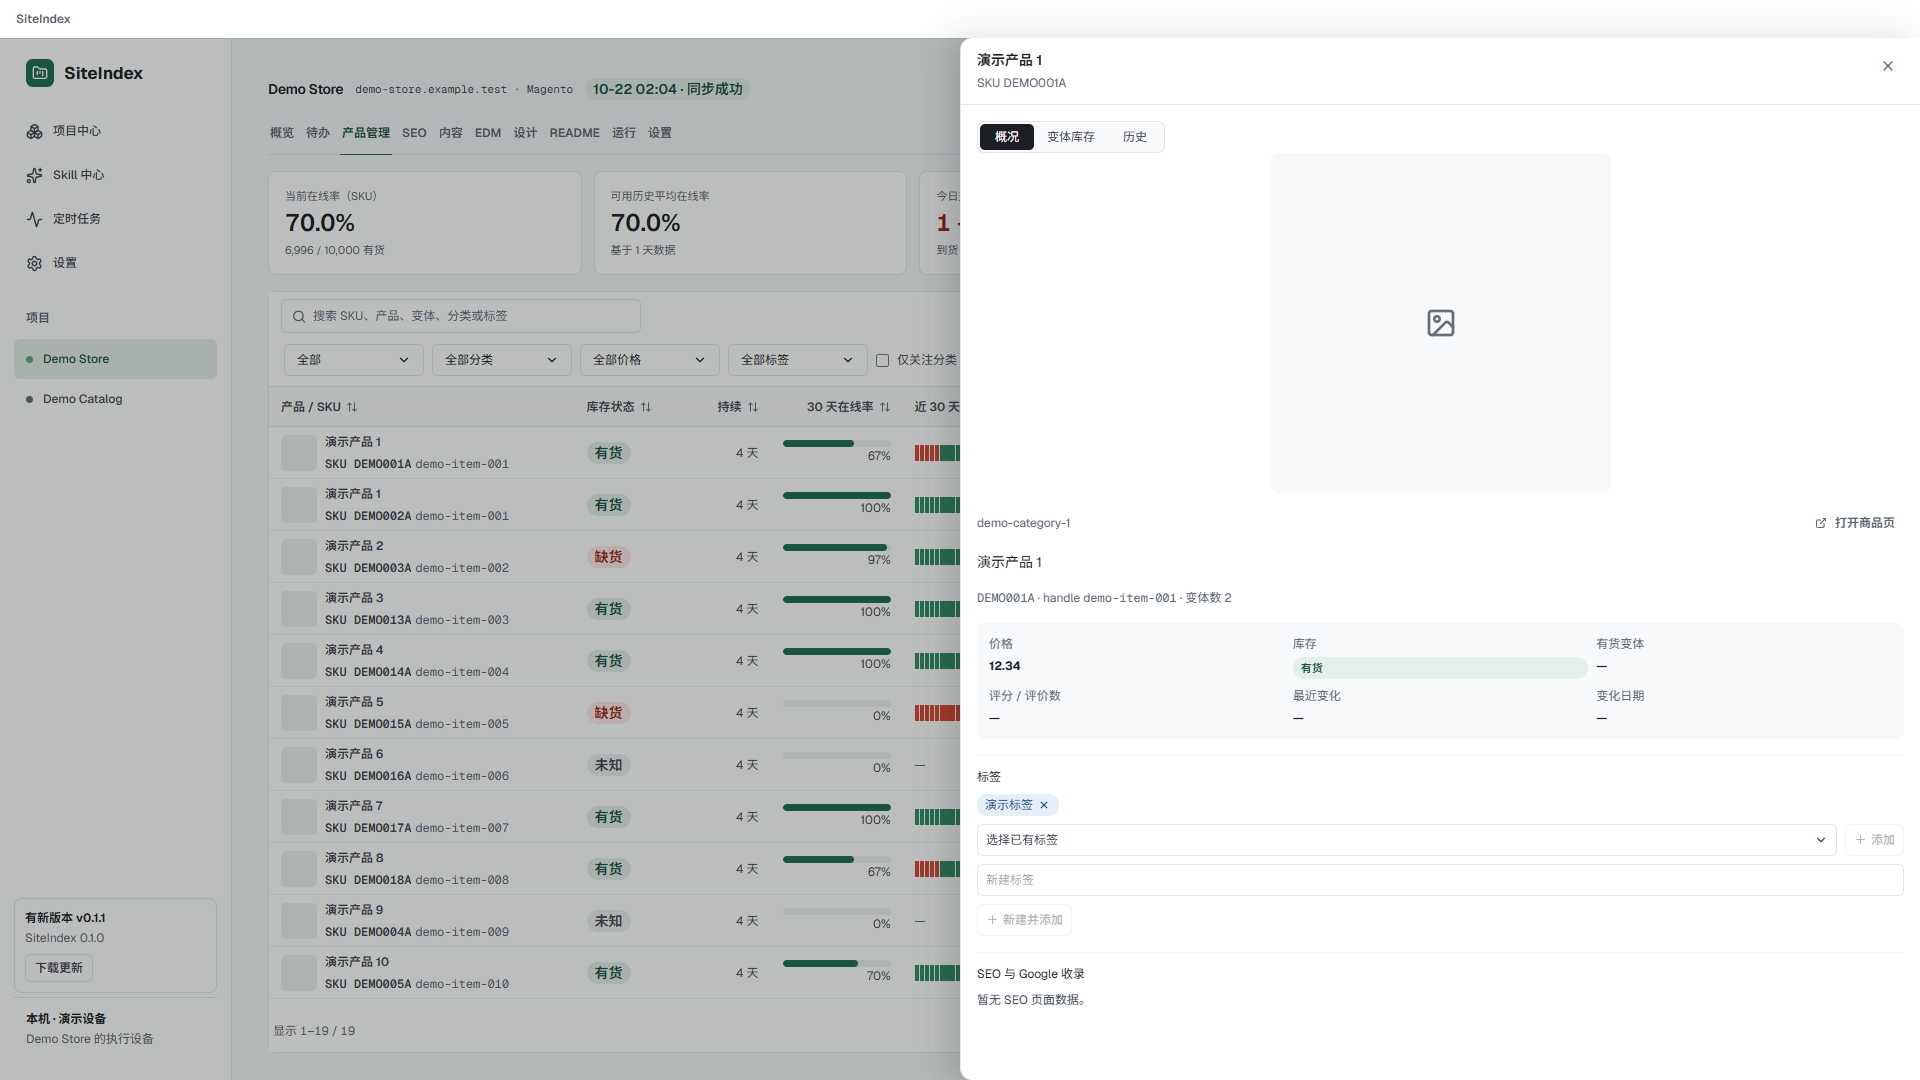 SiteIndex
SiteIndex
项目中心
Skill 中心
定时任务
设置
项目
Demo Store
Demo Catalog
有新版本 v0.1.1
SiteIndex 0.1.0
下载更新
本机 · 演示设备
Demo Store 的执行设备
Demo Store demo-store.example.test · Magento 10-22 02:04 · 同步成功
概览 待办 产品管理 SEO 内容 EDM 设计 README 运行 设置
当前在线率（SKU）
70.0%
6,996 / 10,000 有货
可用历史平均在线率
70.0%
基于 1 天数据
今日
1
到货
搜索 SKU、产品、变体、分类或标签
全部 全部分类 全部价格 全部标签 仅关注分类
产品 / SKU 库存状态 持续 30 天在线率 近 30 天
演示产品 1
SKU DEMO001A demo-item-001 有货 4 天 67%
演示产品 1
SKU DEMO002A demo-item-001 有货 4 天 100%
演示产品 2
SKU DEMO003A demo-item-002 缺货 4 天 97%
演示产品 3
SKU DEMO013A demo-item-003 有货 4 天 100%
演示产品 4
SKU DEMO014A demo-item-004 有货 4 天 100%
演示产品 5
SKU DEMO015A demo-item-005 缺货 4 天 0%
演示产品 6
SKU DEMO016A demo-item-006 未知 4 天 0% —
演示产品 7
SKU DEMO017A demo-item-007 有货 4 天 100%
演示产品 8
SKU DEMO018A demo-item-008 有货 4 天 67%
演示产品 9
SKU DEMO004A demo-item-009 未知 4 天 0% —
演示产品 10
SKU DEMO005A demo-item-010 有货 4 天 70%
显示 1–19 / 19
演示产品 1
SKU DEMO001A
概况 变体库存 历史
demo-category-1 打开商品页
演示产品 1
DEMO001A · handle demo-item-001 · 变体数 2
价格 库存 有货变体
12.34 有货 —
评分 / 评价数 最近变化 变化日期
— — —
标签
演示标签
选择已有标签 添加
新建标签
新建并添加
SEO 与 Google 收录
暂无 SEO 页面数据。